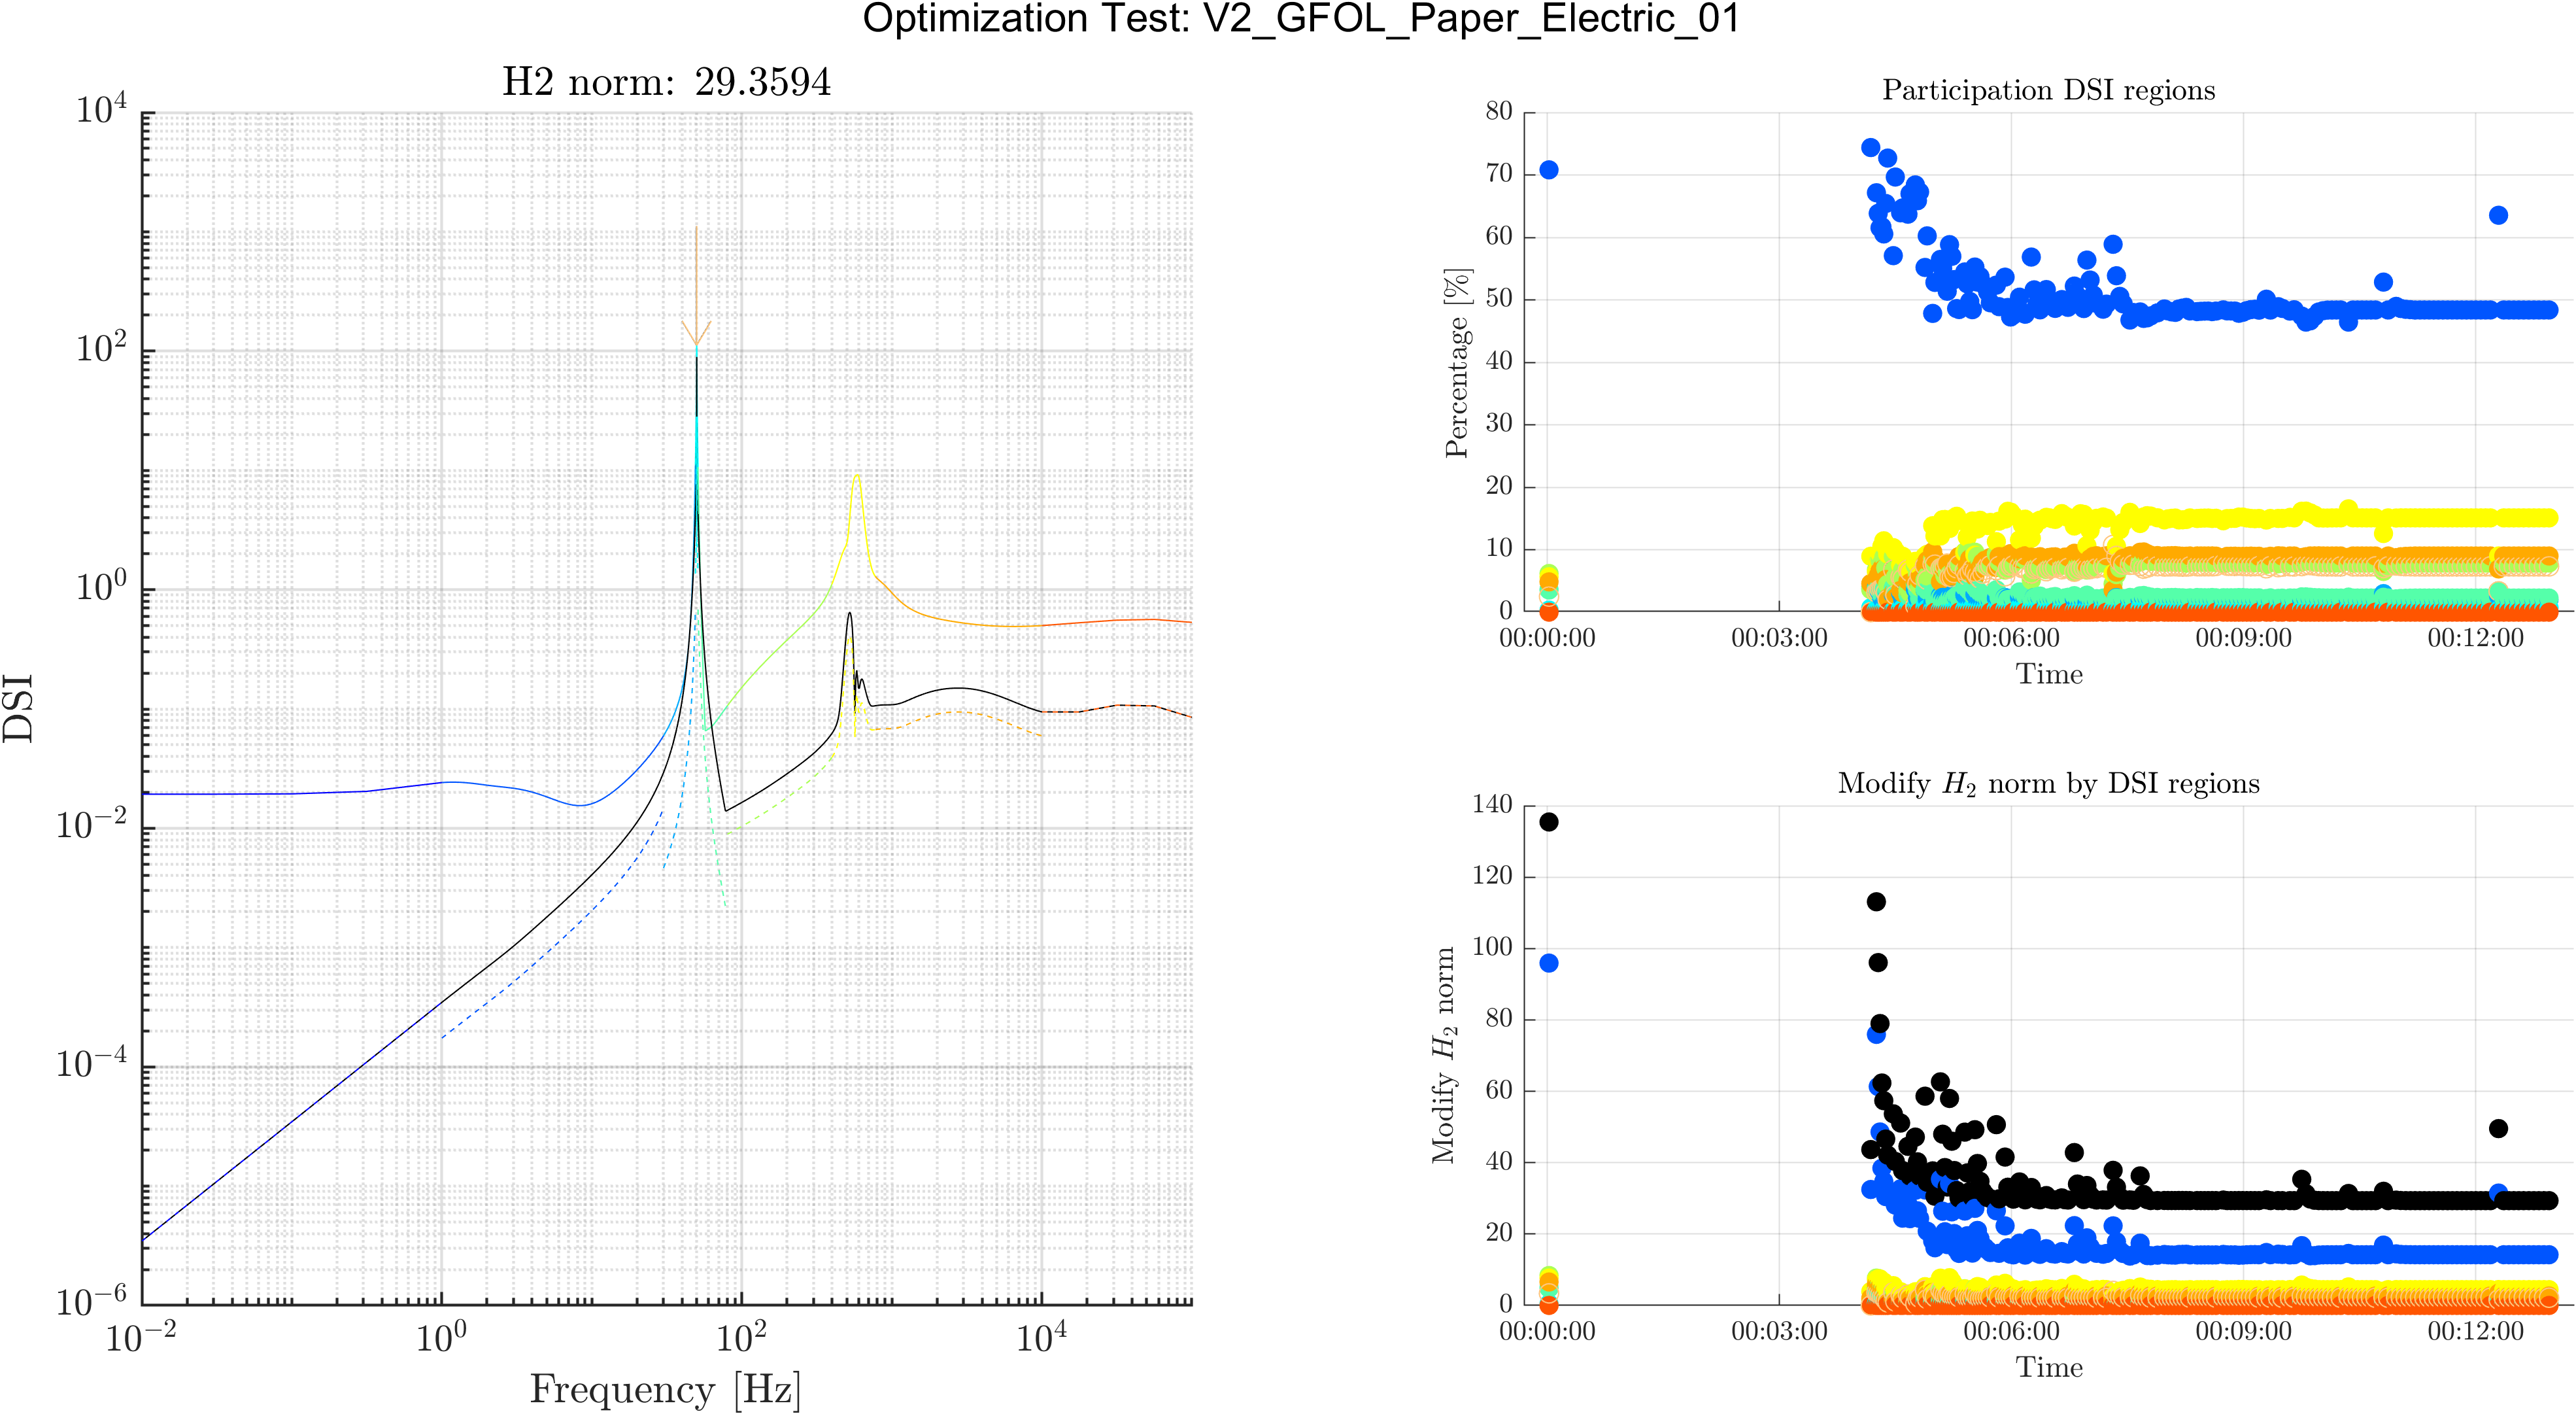 Optimization Test: V2_GFOL_Paper_Electric_01
H2 norm: 29.3594
10^4
10^2
10^0
10^−2
10^−4
10^−6
DSI
10^−2 10^0 10^2 10^4
Frequency [Hz]
Participation DSI regions
80
70
60
50
40
30
20
10
0
Percentage [%]
00:00:00 00:03:00 00:06:00 00:09:00 00:12:00
Time
Modify H_2 norm by DSI regions
140
120
100
80
60
40
20
0
Modify H_2 norm
00:00:00 00:03:00 00:06:00 00:09:00 00:12:00
Time